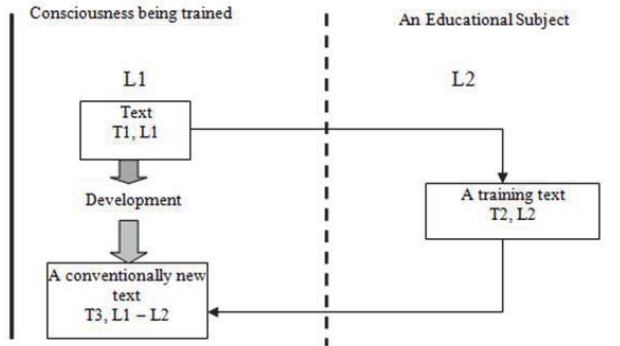 Consciousness being trained
An Educational Subject
L1
L2
Text
T1, L1
Development
A training text
T2, L2
A conventionally new
text
T3, L1 – L2